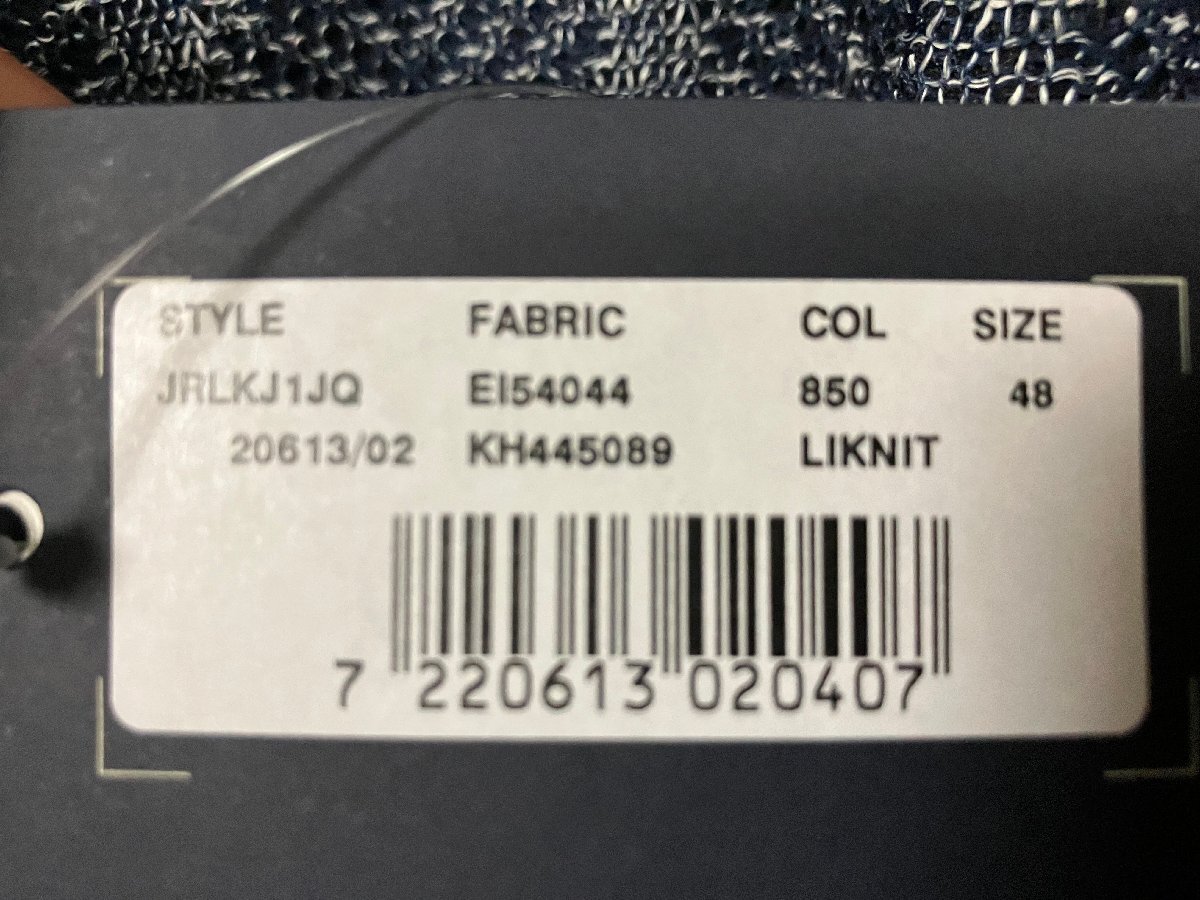 STYLE FABRIC COL SIZE
JRLKJ1JQ EI54044 850 48
20613/02 KH445089 LIKNIT
7 220613 020407